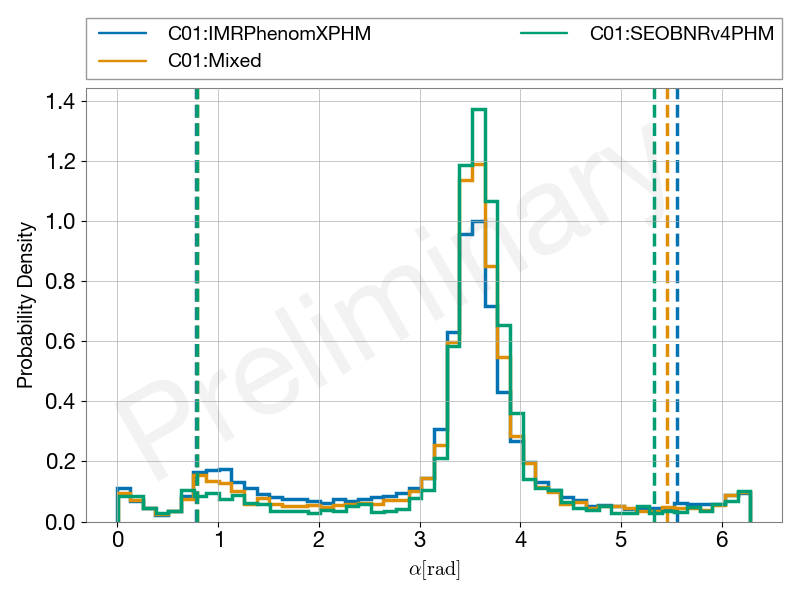 C01:IMRPhenomXPHM
C01:Mixed
C01:SEOBNRv4PHM
Preliminary
Probability Density
1.4
1.2
1.0
0.8
0.6
0.4
0.2
0.0
0 1 2 3 4 5 6
α[rad]